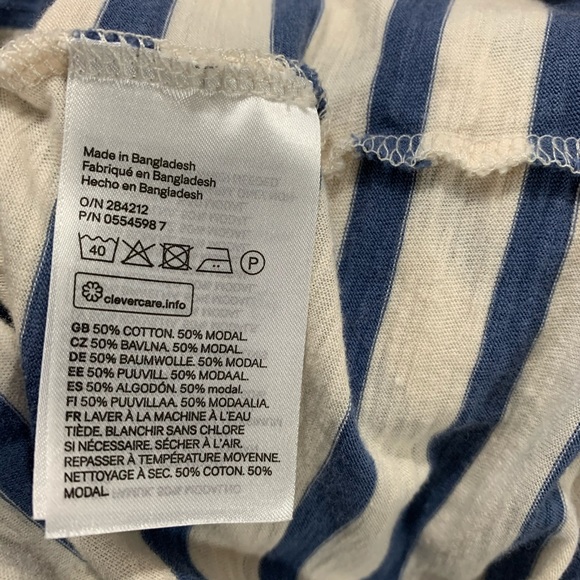 Made in Bangladesh
Fabriqué en Bangladesh
Hecho en Bangladesh
O/N 284212
P/N 0554598 7
40
P
clevercare.info
GB 50% COTTON. 50% MODAL.
CZ 50% BAVLNA. 50% MODAL.
DE 50% BAUMWOLLE. 50% MODAL.
EE 50% PUUVILL. 50% MODAAL.
ES 50% ALGODÓN. 50% modal.
FI 50% PUUVILLAA. 50% MODAALIA.
FR LAVER À LA MACHINE À L'EAU
TIÈDE. BLANCHIR SANS CHLORE
SI NÉCESSAIRE. SÉCHER À L'AIR.
REPASSER À TEMPÉRATURE MOYENNE.
NETTOYAGE À SEC. 50% COTON. 50%
MODAL.